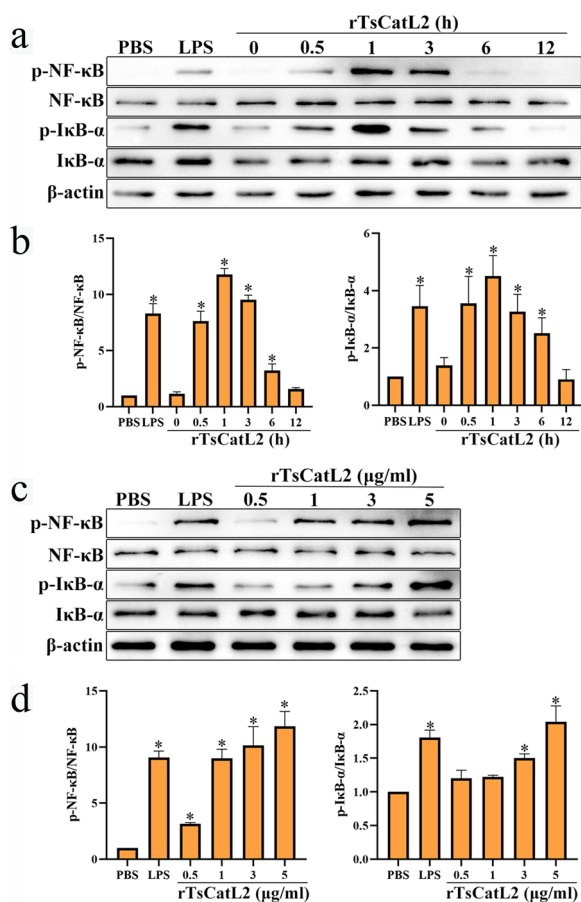 a
rTsCatL2 (h)
PBS LPS 0 0.5 1 3 6 12
p-NF-κB
NF-κB
p-IκB-α
IκB-α
β-actin
b
p-NF-κB/NF-κB
15
10
5
0
* * * * *
PBS LPS 0 0.5 1 3 6 12
rTsCatL2 (h)
p-IκB-α/IκB-α
6
4
2
0
* * * * *
PBS LPS 0 0.5 1 3 6 12
rTsCatL2 (h)
c
rTsCatL2 (μg/ml)
PBS LPS 0.5 1 3 5
p-NF-κB
NF-κB
p-IκB-α
IκB-α
β-actin
d
p-NF-κB/NF-κB
15
10
5
0
* * * * *
PBS LPS 0.5 1 3 5
rTsCatL2 (μg/ml)
p-IκB-α/IκB-α
2.5
2.0
1.5
1.0
0.5
0.0
* * *
PBS LPS 0.5 1 3 5
rTsCatL2 (μg/ml)